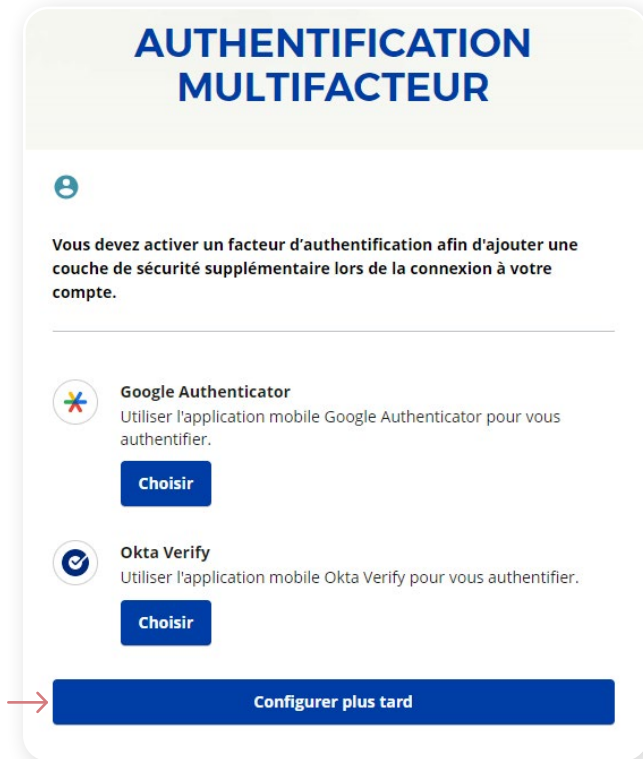 AUTHENTIFICATION
MULTIFACTEUR
Vous devez activer un facteur d’authentification afin d'ajouter une
couche de sécurité supplémentaire lors de la connexion à votre
compte.
Google Authenticator
Utiliser l'application mobile Google Authenticator pour vous
authentifier.
Choisir
Okta Verify
Utiliser l'application mobile Okta Verify pour vous authentifier.
Choisir
Configurer plus tard